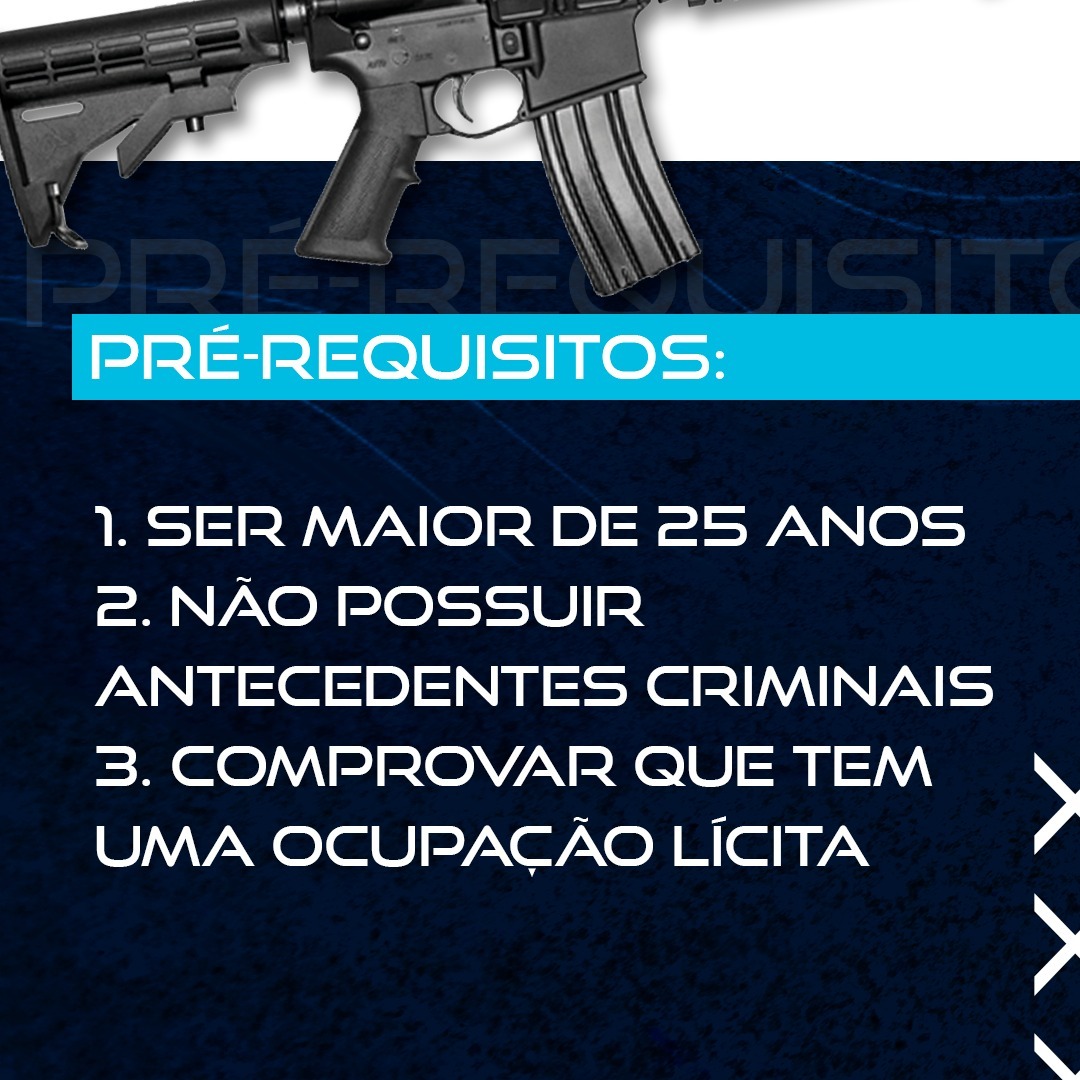 PRÉ-REQUISITO
PRÉ-REQUISITOS:
1. SER MAIOR DE 25 ANOS
2. NÃO POSSUIR
ANTECEDENTES CRIMINAIS
3. COMPROVAR QUE TEM
UMA OCUPAÇÃO LÍCITA